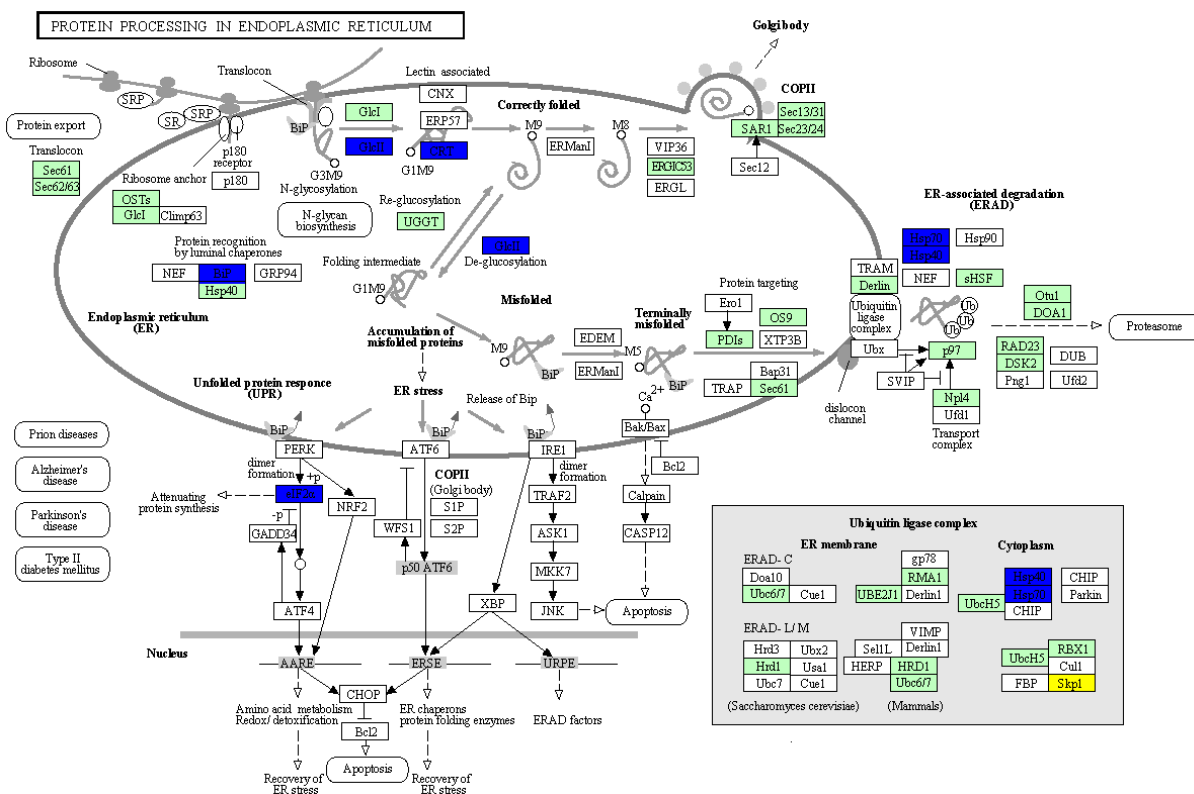 PROTEIN PROCESSING IN ENDOPLASMIC RETICULUM
Golgi body
Ribosome
Translocon
Lectin associated
COPII
SRP
SRP
SR
CNX
GlcI
ERP57
Correctly folded
M9
M8
Sec13/31
SAR1
Sec23/24
Protein export
BiP
GlcII
CRT
G1M9
ERManI
VIP36
ERGIC53
ERGL
Sec12
Translocon
Sec61
Sec62/63
p180
receptor
p180
Ribosome anchor
G3M9
N-glycosylation
N-glycan
biosynthesis
OSTs
GlcI
Climp63
Re-glucosylation
UGGT
GlcII
De-glucosylation
ER-associated degradation
(ERAD)
Hsp70
Hsp40
Hsp90
Protein recognition
by luminal chaperones
NEF
BiP
GRP94
Hsp40
Folding intermediate
G1M9
TRAM
Derlin
NEF
sHSF
Ubiquitin
ligase
complex
Ub
Ub
Ub
Otu1
DOA1
Proteasome
Endoplasmic reticulum
(ER)
Misfolded
Accumulation of
misfolded proteins
Terminally
misfolded
Protein targeting
Ero1
OS9
PDIs
XTP3B
M9
BiP
EDEM
ERManI
M5
BiP
Bap31
TRAP
Sec61
Ubx
p97
SVIP
RAD23
DSK2
DUB
Png1
Ufd2
Npl4
Ufd1
Transport
complex
dislocon
channel
Unfolded protein responce
(UPR)
ER stress
Release of Bip
Ca2+
BiP
BiP
BiP
PERK
ATF6
IRE1
Bak/Bax
Bcl2
Prion diseases
Alzheimer's
disease
Parkinson's
disease
Type II
diabetes mellitus
dimer
formation
+p
eIF2α
Attenuating
protein synthesis
-p
GADD34
NRF2
ATF4
COPII
(Golgi body)
S1P
S2P
WFS1
p50 ATF6
dimer
formation
TRAF2
ASK1
MKK7
JNK
XBP
Calpain
CASP12
Apoptosis
Nucleus
AARE
ERSE
URPE
CHOP
Bcl2
Apoptosis
Amino acid metabolism
Redox/ detoxification
ER chaperons
protein folding enzymes
ERAD factors
Recovery of
ER stress
Recovery of
ER stress
Ubiquitin ligase complex
ER membrane
Cytoplasm
ERAD- C
Doa10
Ubc6/7
Cue1
gp78
RMA1
UBE2J1
Derlin1
Hsp40
Hsp70
UbcH5
CHIP
CHIP
Parkin
ERAD- L/ M
Hrd3
Ubx2
Hrd1
Usa1
Ubc7
Cue1
VIMP
Sel1L
Derlin1
HERP
HRD1
Ubc6/7
UbcH5
RBX1
Cul1
FBP
Skp1
(Saccharomyces cerevisiae)
(Mammals)